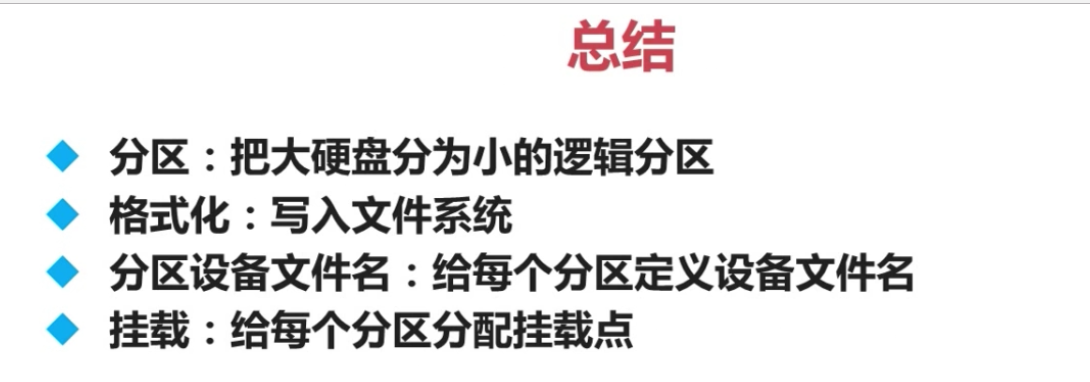 总结
分区：把大硬盘分为小的逻辑分区
格式化：写入文件系统
分区设备文件名：给每个分区定义设备文件名
挂载：给每个分区分配挂载点